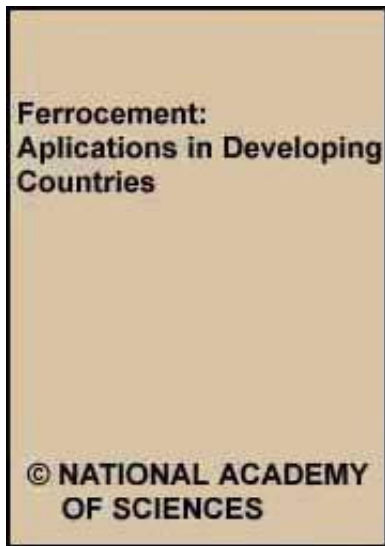 Ferrocement:
Aplications in Developing
Countries
© NATIONAL ACADEMY
OF SCIENCES